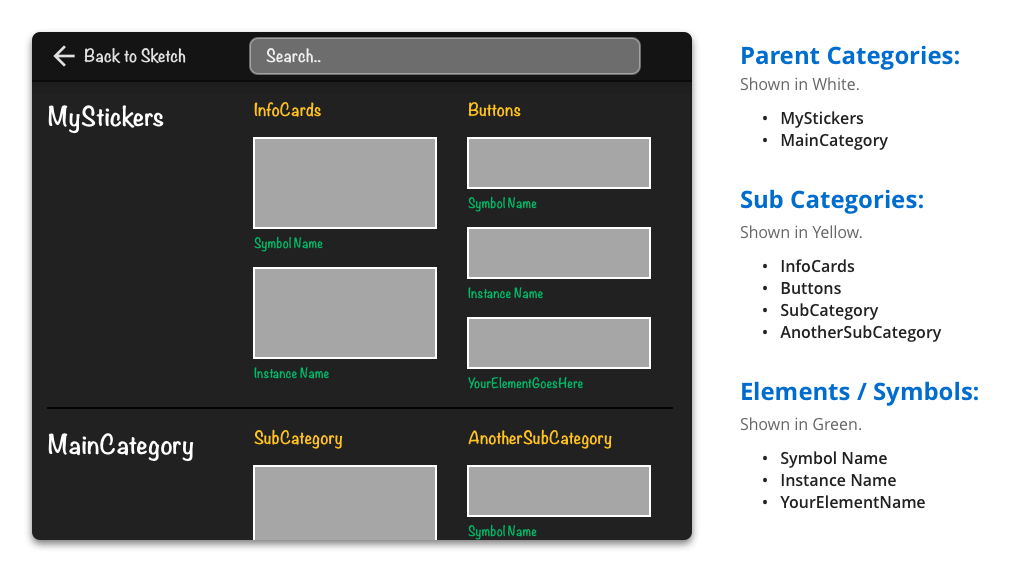 Back to Sketch
Search..
MyStickers
InfoCards
Buttons
Symbol Name
Symbol Name
Instance Name
Instance Name
YourElementGoesHere
MainCategory
SubCategory
AnotherSubCategory
Symbol Name
Parent Categories:
Shown in White.
• MyStickers
• MainCategory
Sub Categories:
Shown in Yellow.
• InfoCards
• Buttons
• SubCategory
• AnotherSubCategory
Elements / Symbols:
Shown in Green.
• Symbol Name
• Instance Name
• YourElementName